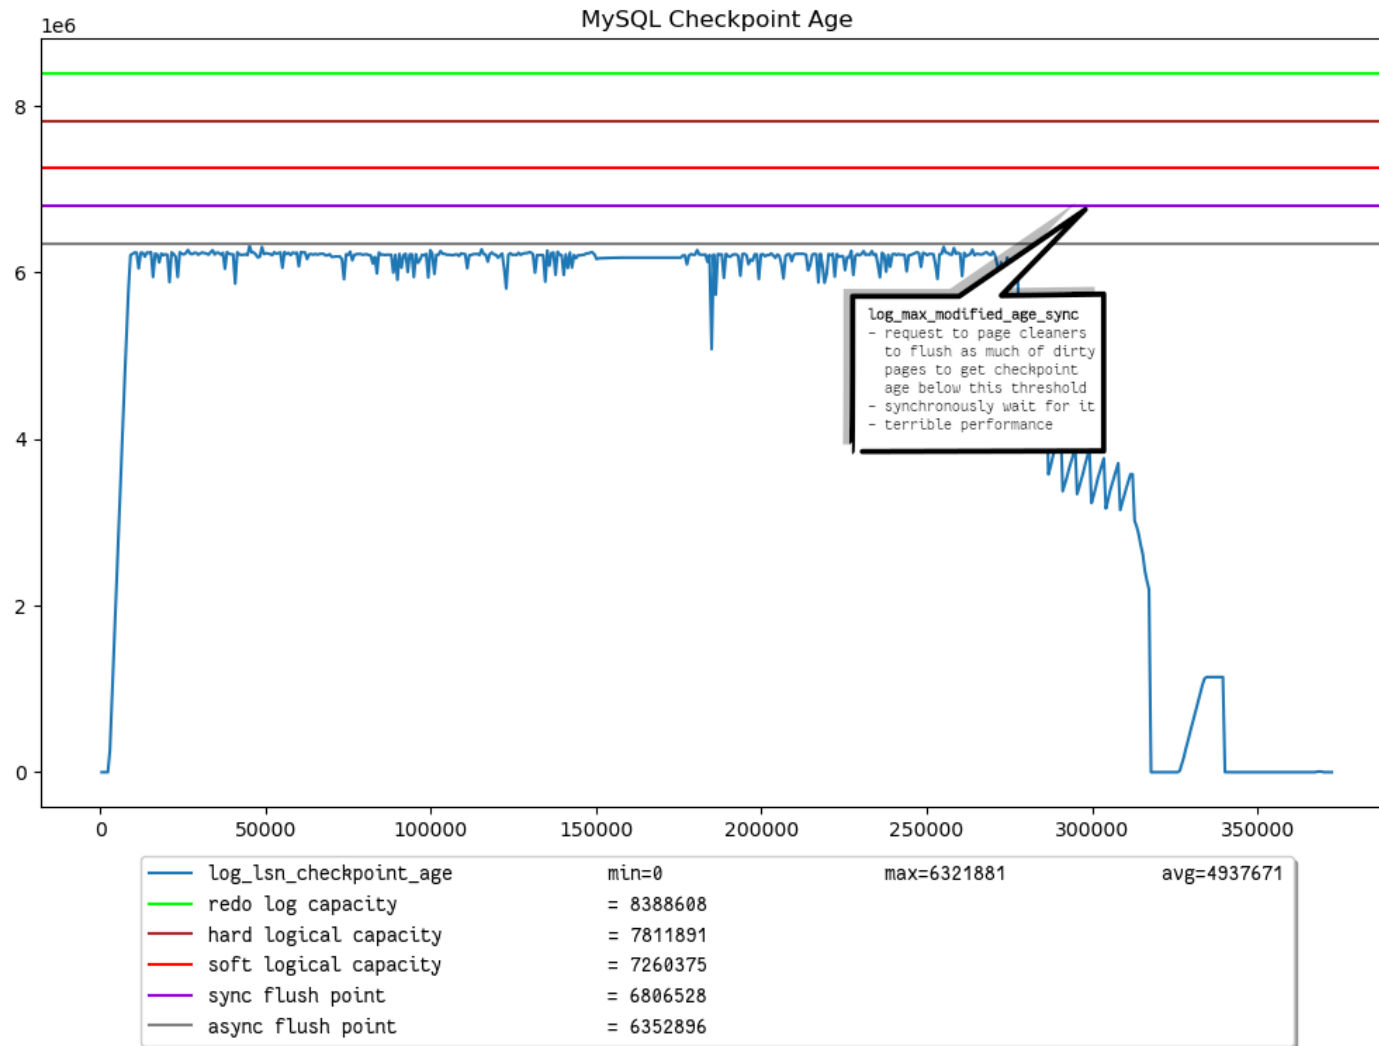 MySQL Checkpoint Age
1e6
8
6
4
2
0
log_max_modified_age_sync
- request to page cleaners
to flush as much of dirty
pages to get checkpoint
age below this threshold
- synchronously wait for it
- terrible performance
0 50000 100000 150000 200000 250000 300000 350000
log_lsn_checkpoint_age min=0 max=6321881 avg=4937671
redo log capacity = 8388608
hard logical capacity = 7811891
soft logical capacity = 7260375
sync flush point = 6806528
async flush point = 6352896